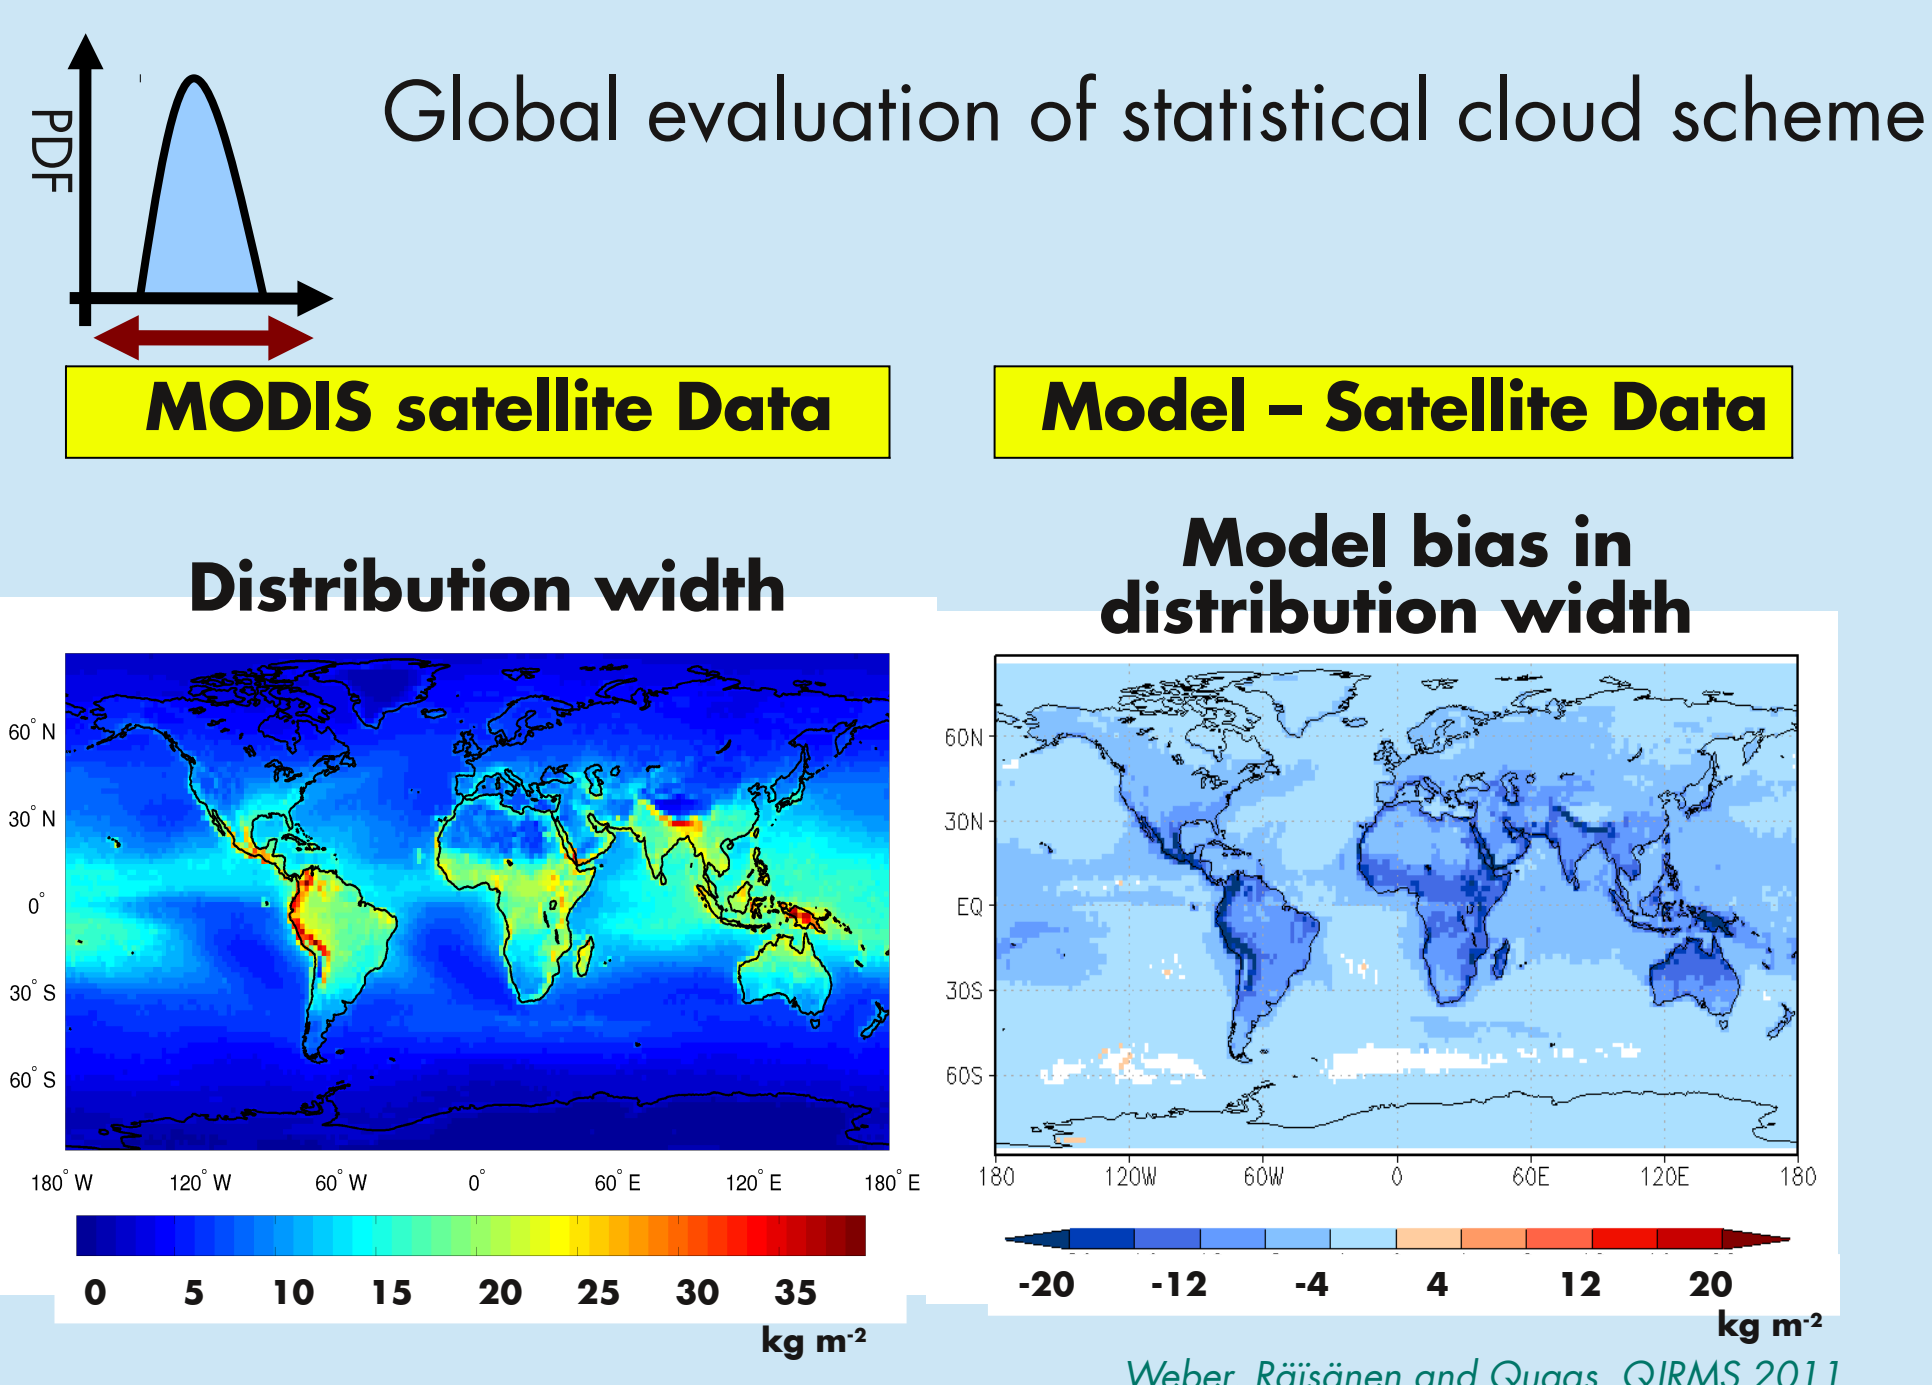 PDF
Global evaluation of statistical cloud scheme
MODIS satellite Data
Model – Satellite Data
Distribution width
Model bias in
distribution width
60° N
30° N
0°
30° S
60° S
180° W 120° W 60° W 0° 60° E 120° E 180° E
0 5 10 15 20 25 30 35
kg m-2
60N
30N
EQ
30S
60S
180 120W 60W 0 60E 120E 180
-20 -12 -4 4 12 20
kg m-2
Weber, Räisänen and Quaas, QJRMS 2011